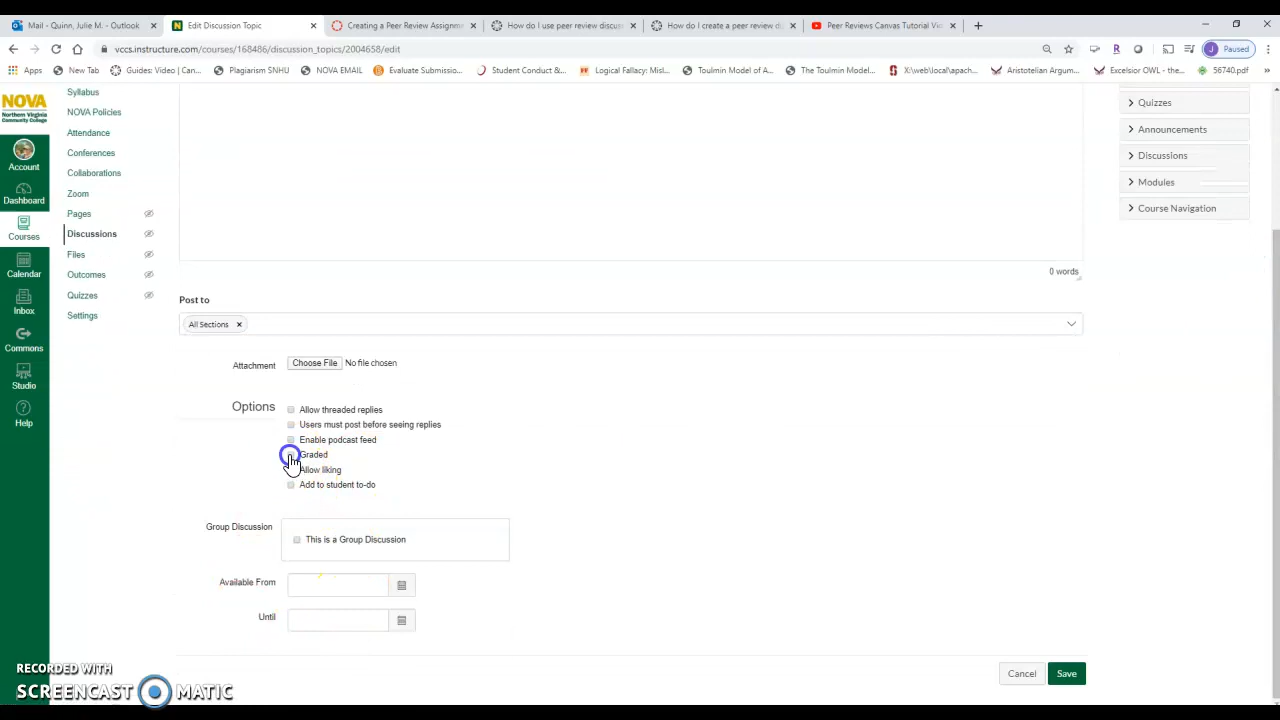 Mail - Quinn, Julie M. - Outlook
Edit Discussion Topic
Creating a Peer Review Assignm
How do I use peer review discus
How do I create a peer review di
Peer Reviews Canvas Tutorial Vid
vccs.instructure.com/courses/168486/discussion_topics/2004658/edit
Paused
Apps
New Tab
Guides: Video | Can...
Plagiarism SNHU
NOVA EMAIL
Evaluate Submissio...
Student Conduct &...
Logical Fallacy: Misl...
Toulmin Model of A...
The Toulmin Model...
X:\web\local\apach...
Aristotelian Argum...
Excelsior OWL - the...
56740.pdf
NOVA
Northern Virginia
Community College
Account
Dashboard
Courses
Calendar
Inbox
Commons
Studio
Help
Syllabus
NOVA Policies
Attendance
Conferences
Collaborations
Zoom
Pages
Discussions
Files
Outcomes
Quizzes
Settings
Quizzes
Announcements
Discussions
Modules
Course Navigation
0 words
Post to
All Sections x
Attachment
Choose File No file chosen
Options
Allow threaded replies
Users must post before seeing replies
Enable podcast feed
Graded
Allow liking
Add to student to-do
Group Discussion
This is a Group Discussion
Available From
Until
Cancel
Save
RECORDED WITH
SCREENCAST MATIC